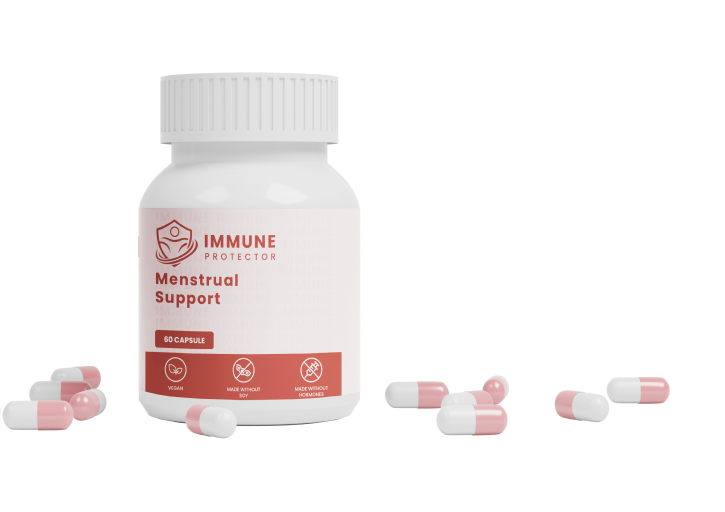 IMMUNE
PROTECTOR
Menstrual
Support
60 CAPSULE
VEGAN
MADE WITHOUT
SOY
MADE WITHOUT
HORMONES